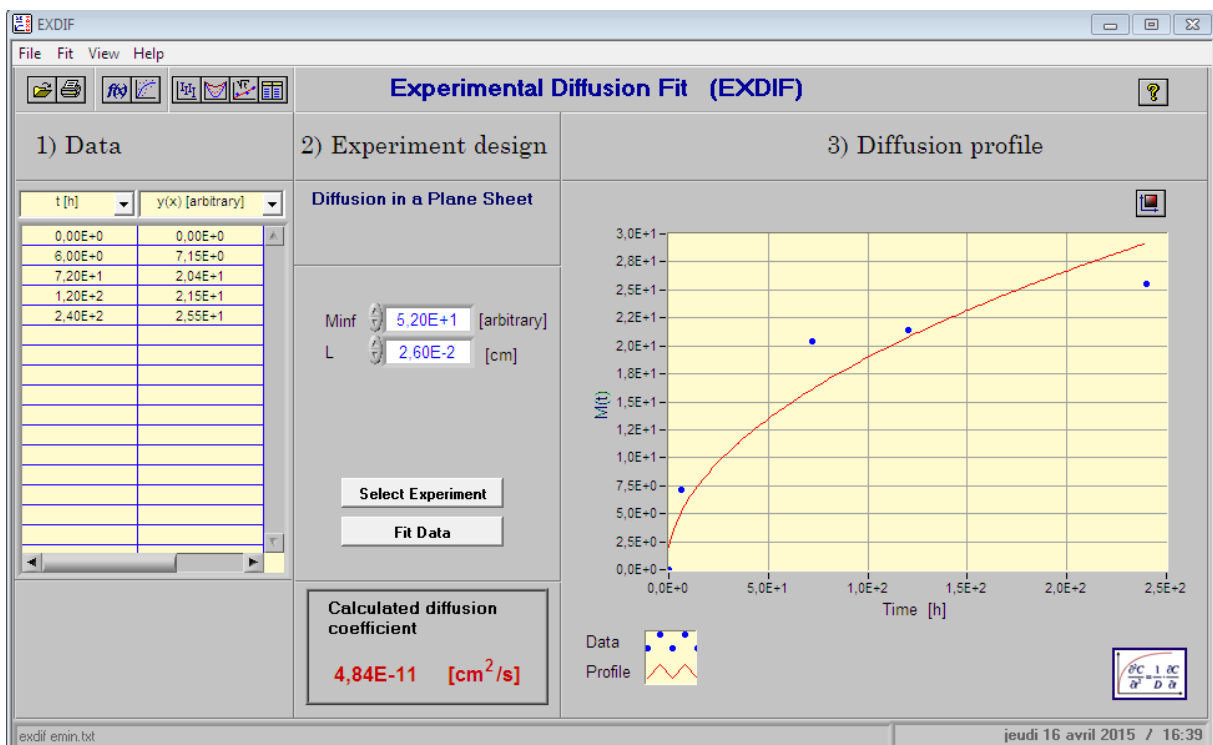 EXDIF
File Fit View Help
f(x)
Experimental Diffusion Fit (EXDIF)
?
1) Data
2) Experiment design
3) Diffusion profile
t [h] y(x) [arbitrary]
0,00E+0 0,00E+0
6,00E+0 7,15E+0
7,20E+1 2,04E+1
1,20E+2 2,15E+1
2,40E+2 2,55E+1
Diffusion in a Plane Sheet
Minf 5,20E+1 [arbitrary]
L 2,60E-2 [cm]
Select Experiment
Fit Data
Calculated diffusion
coefficient
4,84E-11 [cm²/s]
3,0E+1
2,8E+1
2,5E+1
2,2E+1
2,0E+1
1,8E+1
1,5E+1
1,2E+1
1,0E+1
7,5E+0
5,0E+0
2,5E+0
0,0E+0
M(t)
0,0E+0 5,0E+1 1,0E+2 1,5E+2 2,0E+2 2,5E+2
Time [h]
Data
Profile
exdif emin.txt
jeudi 16 avril 2015 / 16:39